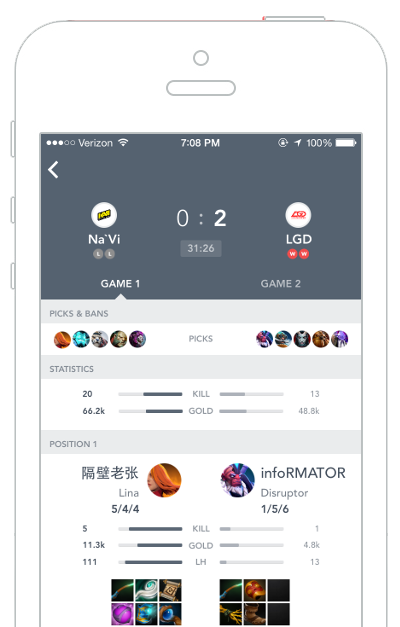 Verizon 7:08 PM 100%
0 : 2
Na`Vi LGD
L L 31:26 W W
GAME 1 GAME 2
PICKS & BANS
PICKS
STATISTICS
20 KILL 13
66.2k GOLD 48.8k
POSITION 1
隔壁老张 infoRMATOR
Lina Disruptor
5/4/4 1/5/6
5 KILL 1
11.3k GOLD 4.8k
111 LH 13